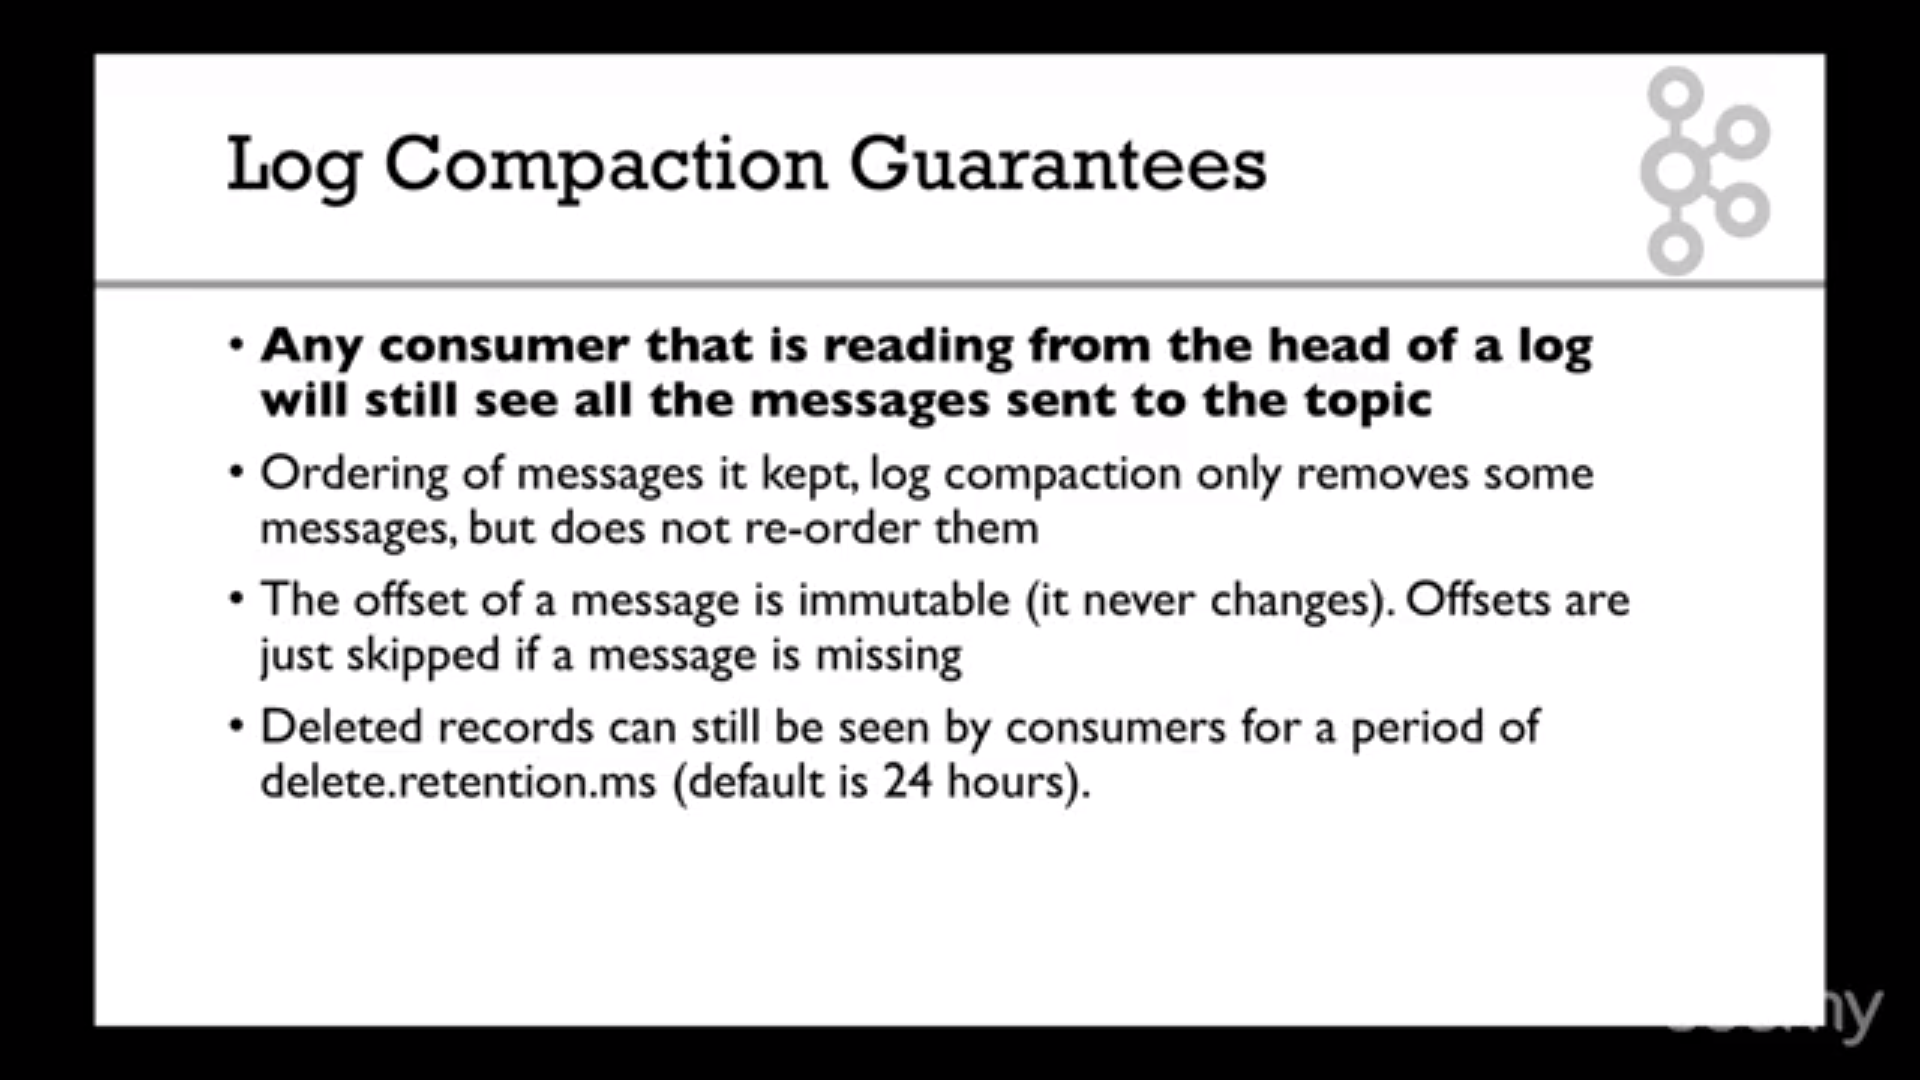 Log Compaction Guarantees
• Any consumer that is reading from the head of a log
will still see all the messages sent to the topic
• Ordering of messages it kept, log compaction only removes some
messages, but does not re-order them
• The offset of a message is immutable (it never changes). Offsets are
just skipped if a message is missing
• Deleted records can still be seen by consumers for a period of
delete.retention.ms (default is 24 hours).